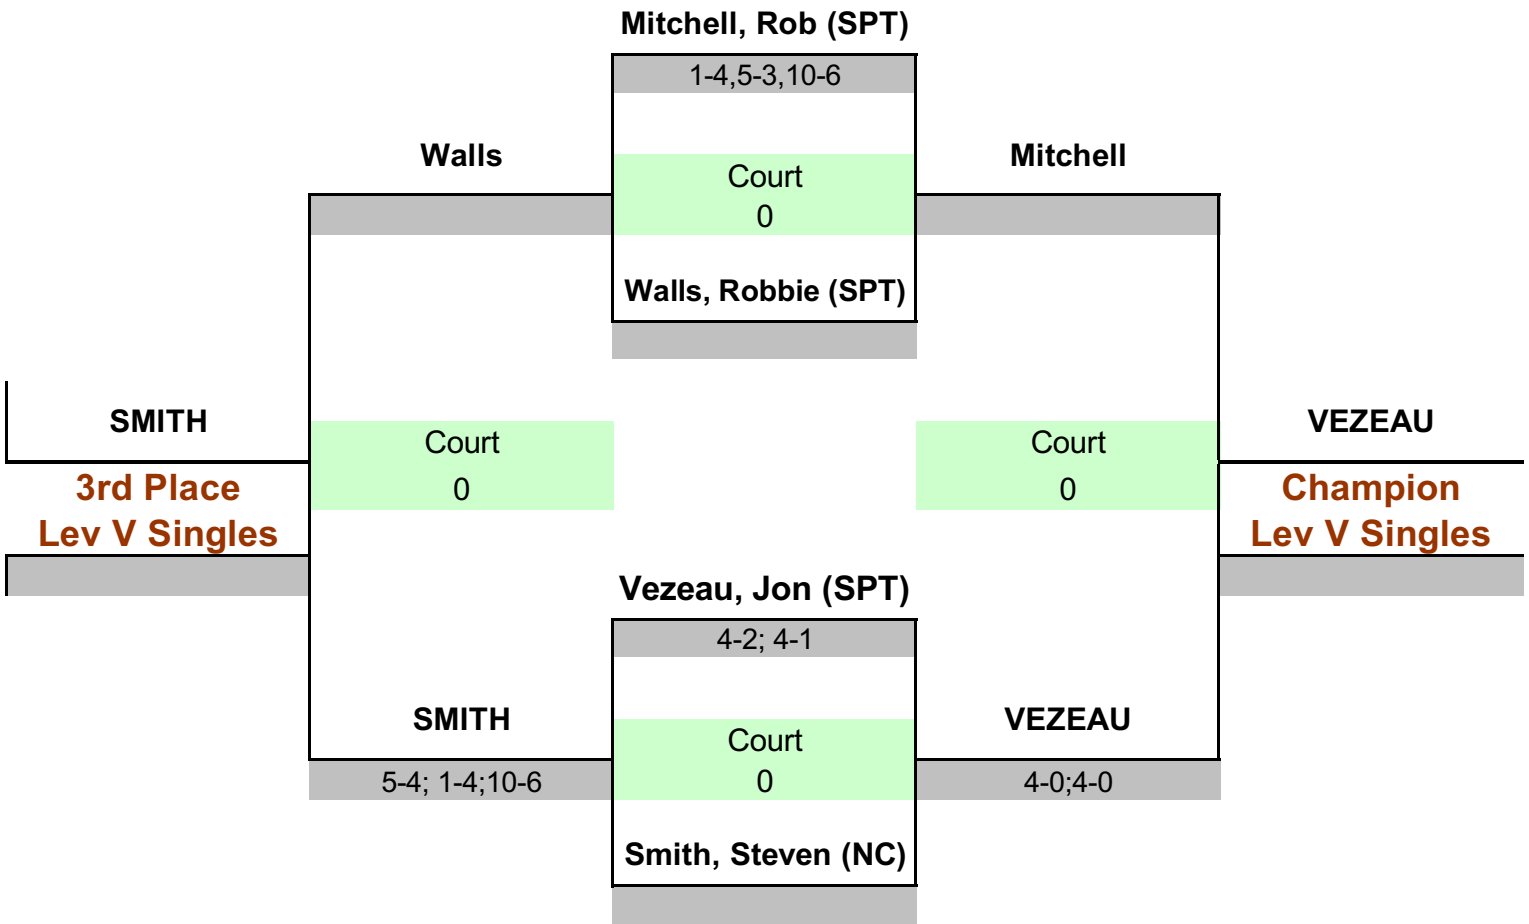 Mitchell, Rob (SPT)
1-4,5-3,10-6
Walls
Court
0
Mitchell
Walls, Robbie (SPT)
SMITH
3rd Place
Lev V Singles
Court
0
Court
0
VEZEAU
Champion
Lev V Singles
Vezeau, Jon (SPT)
4-2; 4-1
SMITH
5-4; 1-4;10-6
Court
0
VEZEAU
4-0;4-0
Smith, Steven (NC)